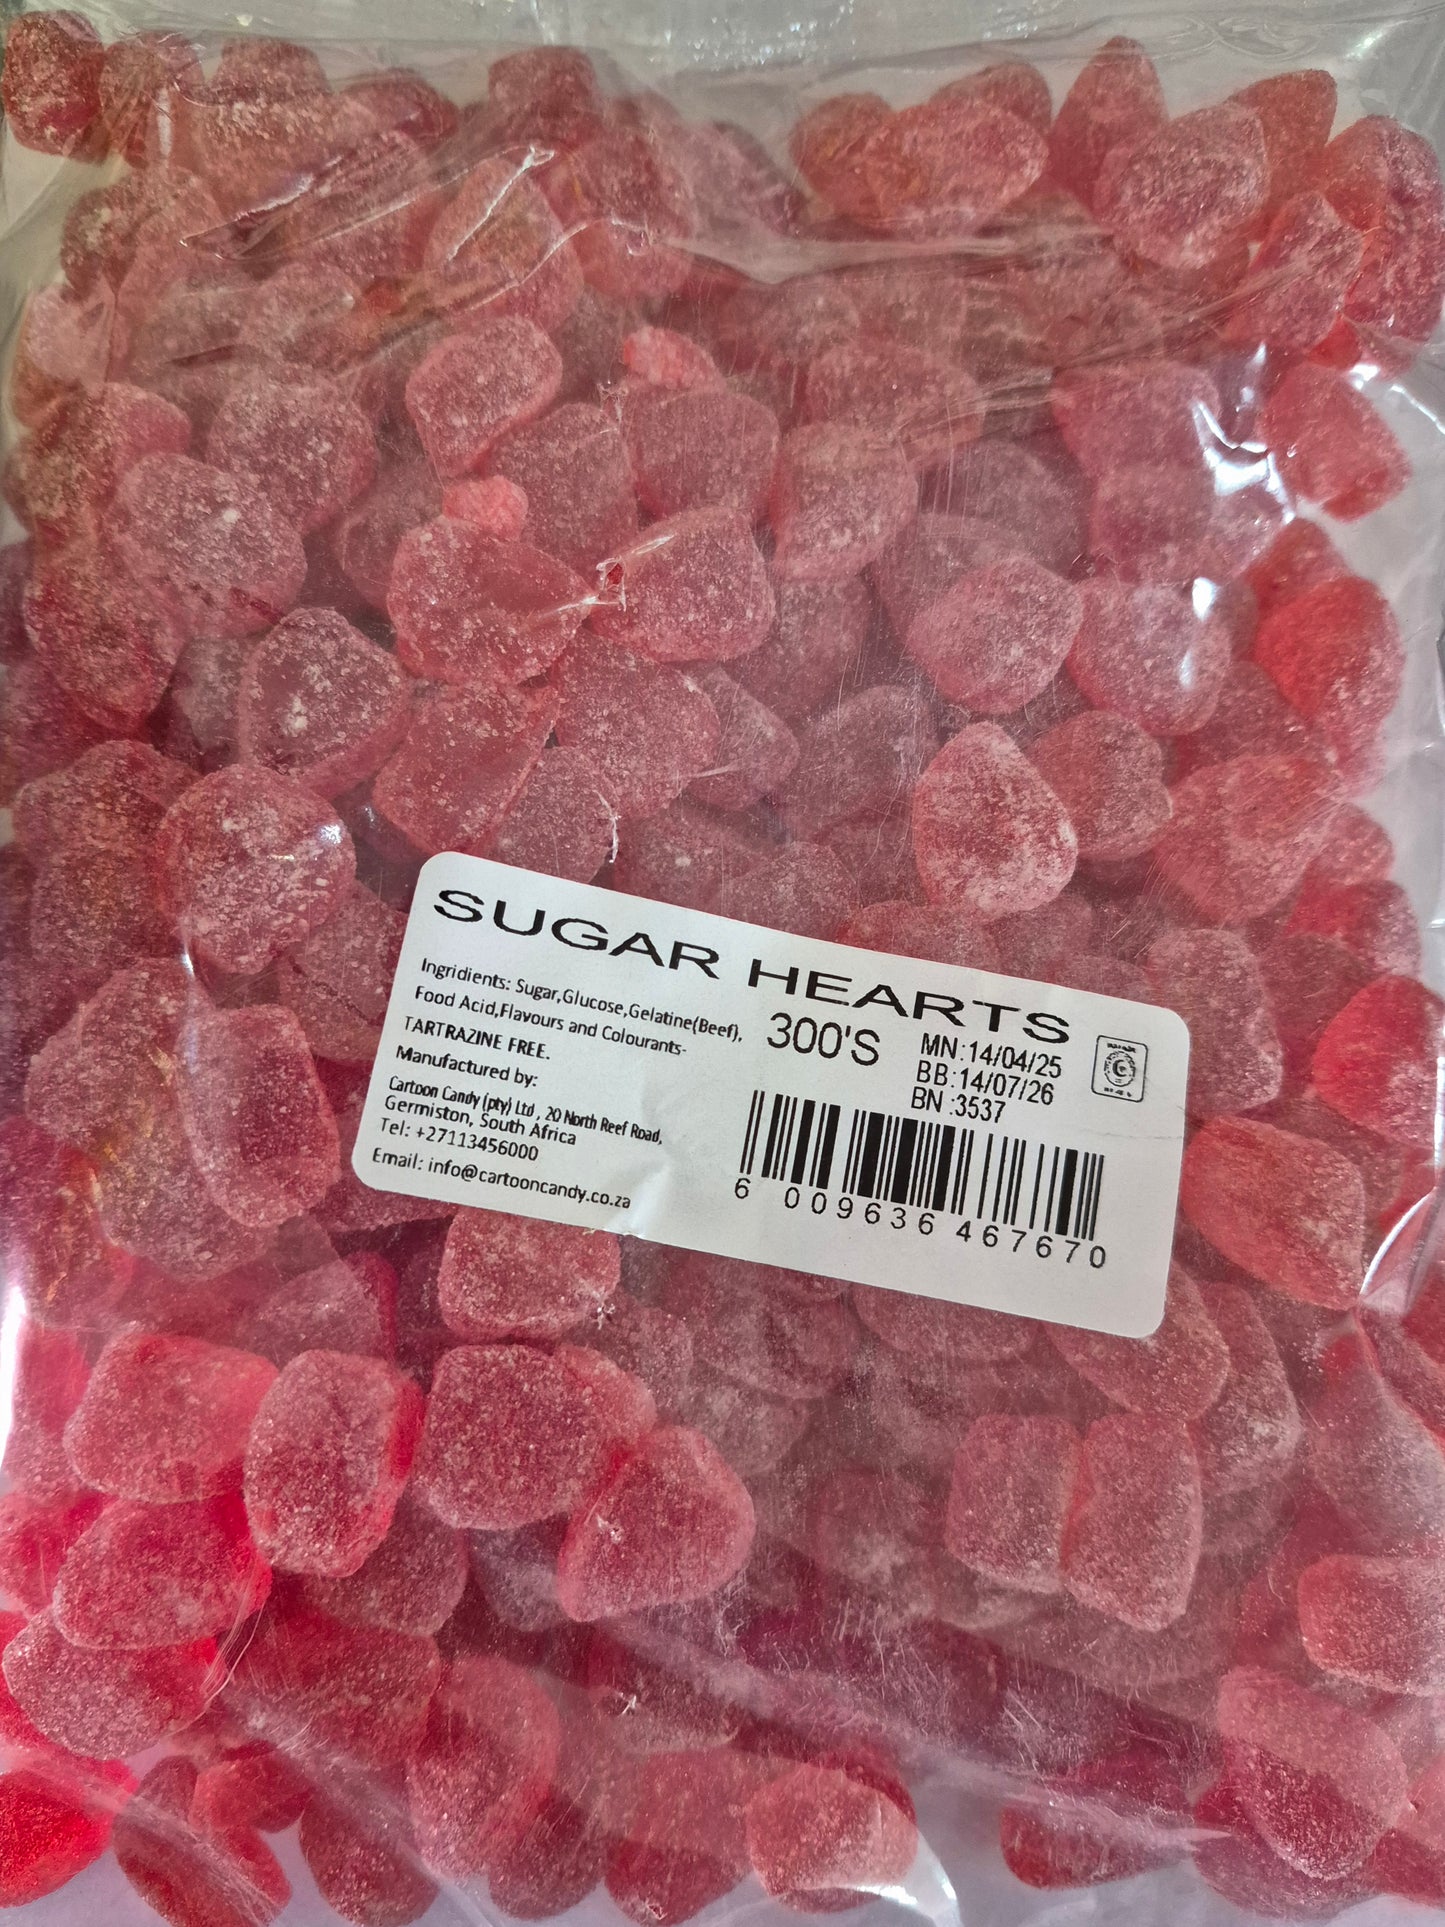 SUGAR HEARTS
Ingridients: Sugar,Glucose,Gelatine(Beef),
Food Acid,Flavours and Colourants-
TARTRAZINE FREE.
Manufactured by:
Cartoon Candy (pty) Ltd , 20 North Reef Road,
Germiston, South Africa
Tel: +27113456000
Email: info@cartooncandy.co.za
300'S
MN:14/04/25
BB:14/07/26
BN :3537
6 009636 467670